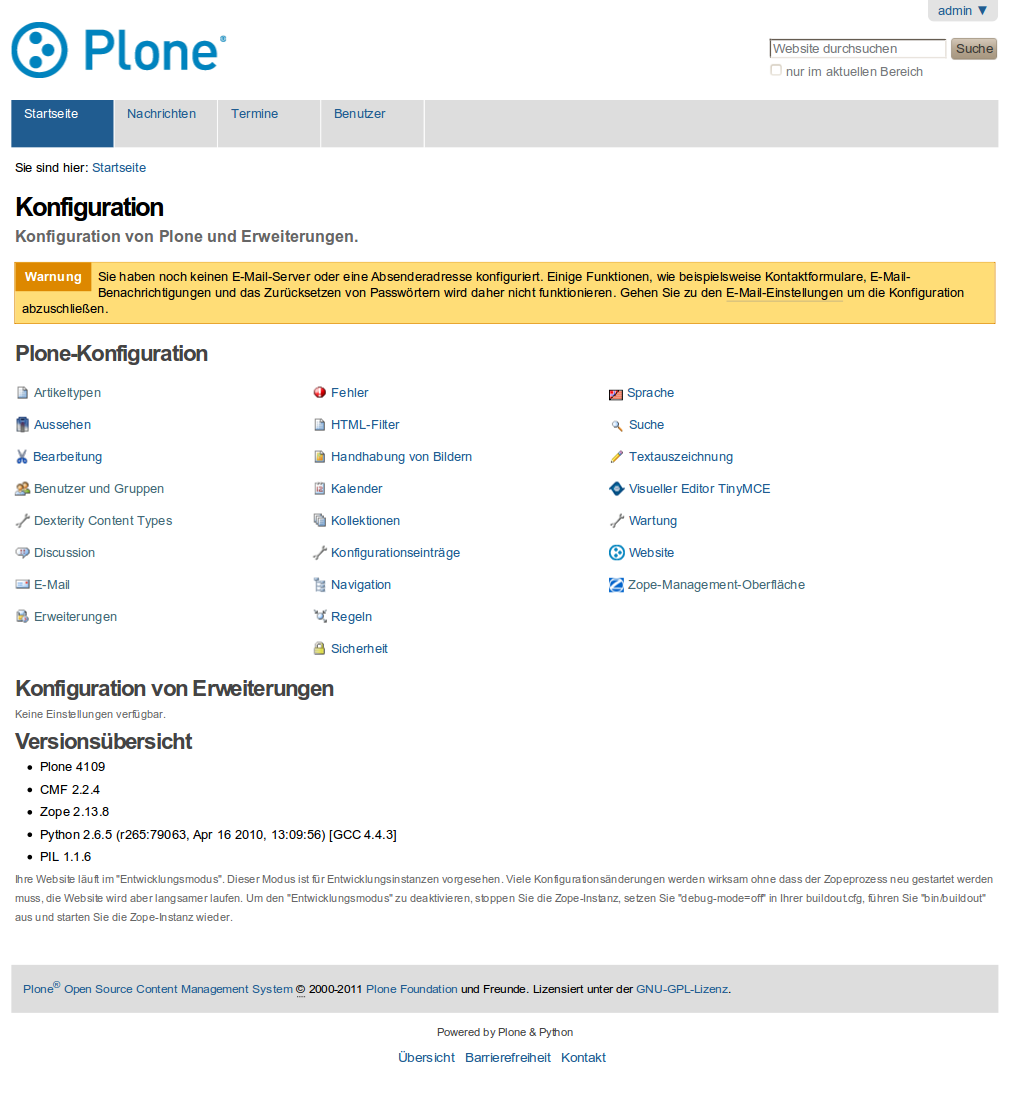 admin ▼
Plone®
Website durchsuchen
Suche
nur im aktuellen Bereich
Startseite
Nachrichten
Termine
Benutzer
Sie sind hier: Startseite
Konfiguration
Konfiguration von Plone und Erweiterungen.
Warnung Sie haben noch keinen E-Mail-Server oder eine Absenderadresse konfiguriert. Einige Funktionen, wie beispielsweise Kontaktformulare, E-Mail-
Benachrichtigungen und das Zurücksetzen von Passwörtern wird daher nicht funktionieren. Gehen Sie zu den E-Mail-Einstellungen um die Konfiguration
abzuschließen.
Plone-Konfiguration
Artikeltypen
Aussehen
Bearbeitung
Benutzer und Gruppen
Dexterity Content Types
Discussion
E-Mail
Erweiterungen
Fehler
HTML-Filter
Handhabung von Bildern
Kalender
Kollektionen
Konfigurationseinträge
Navigation
Regeln
Sicherheit
Sprache
Suche
Textauszeichnung
Visueller Editor TinyMCE
Wartung
Website
Zope-Management-Oberfläche
Konfiguration von Erweiterungen
Keine Einstellungen verfügbar.
Versionsübersicht
• Plone 4109
• CMF 2.2.4
• Zope 2.13.8
• Python 2.6.5 (r265:79063, Apr 16 2010, 13:09:56) [GCC 4.4.3]
• PIL 1.1.6
Ihre Website läuft im "Entwicklungsmodus". Dieser Modus ist für Entwicklungsinstanzen vorgesehen. Viele Konfigurationsänderungen werden wirksam ohne dass der Zopeprozess neu gestartet werden
muss, die Website wird aber langsamer laufen. Um den "Entwicklungsmodus" zu deaktivieren, stoppen Sie die Zope-Instanz, setzen Sie "debug-mode=off" in Ihrer buildout.cfg, führen Sie "bin/buildout"
aus und starten Sie die Zope-Instanz wieder.
Plone® Open Source Content Management System © 2000-2011 Plone Foundation und Freunde. Lizensiert unter der GNU-GPL-Lizenz.
Powered by Plone & Python
Übersicht Barrierefreiheit Kontakt